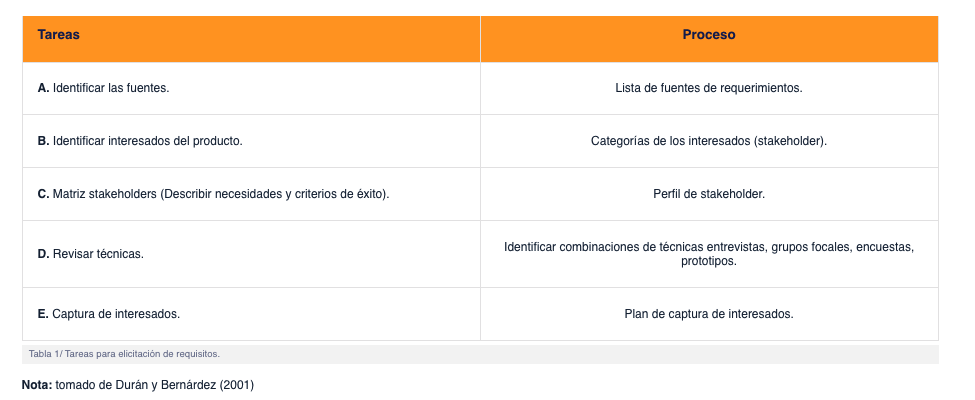 Tareas
Proceso
A. Identificar las fuentes.
Lista de fuentes de requerimientos.
B. Identificar interesados del producto.
Categorías de los interesados (stakeholder).
C. Matriz stakeholders (Describir necesidades y criterios de éxito).
Perfil de stakeholder.
D. Revisar técnicas.
Identificar combinaciones de técnicas entrevistas, grupos focales, encuestas,
prototipos.
E. Captura de interesados.
Plan de captura de interesados.
Tabla 1/ Tareas para elicitación de requisitos.
Nota: tomado de Durán y Bernárdez (2001)